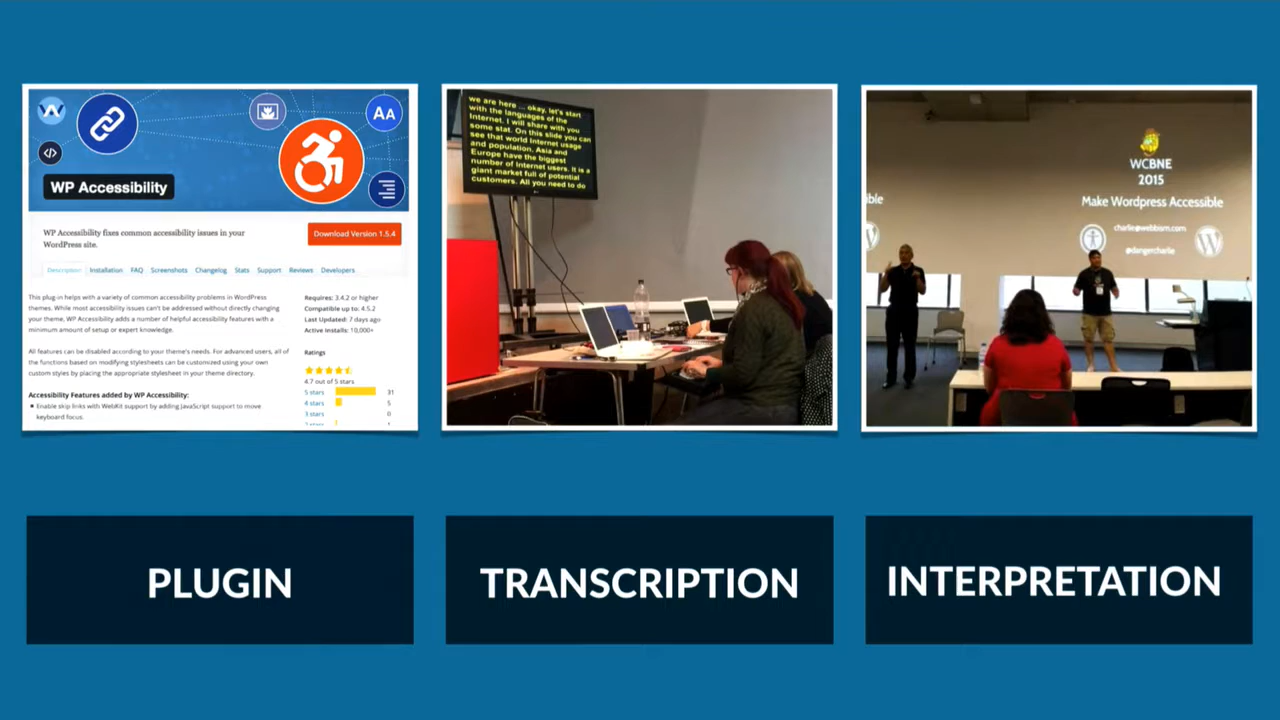 AA
</>
WP Accessibility
WP Accessibility fixes common accessibility issues in your
WordPress site.
Download Version 1.5.4
Description Installation FAQ Screenshots Changelog Stats Support Reviews Developers
This plug-in helps with a variety of common accessibility problems in WordPress
themes. While most accessibility issues can't be addressed without directly changing
your theme, WP Accessibility adds a number of helpful accessibility features with a
minimum amount of setup or expert knowledge.
All features can be disabled according to your theme's needs. For advanced users, all of
the functions based on modifying stylesheets can be customized using your own
custom styles by placing the appropriate stylesheet in your theme directory.
Accessibility Features added by WP Accessibility:
Enable skip links with WebKit support by adding JavaScript support to move
keyboard focus.
Requires: 3.4.2 or higher
Compatible up to: 4.5.2
Last Updated: 7 days ago
Active Installs: 10,000+
Ratings
4.7 out of 5 stars
5 stars 31
4 stars 5
3 stars 0
we are here ... okay, let's start
with the languages of the
Internet. I will share with you
some stat. On this slide you can
see that world Internet usage
and population. Asia and
Europe have the biggest
number of Internet users. It is a
giant market full of potential
customers. All you need to do
WCBNE
2015
ible
Make Wordpress Accessible
charlie@webbism.com
@dangercharlie
PLUGIN
TRANSCRIPTION
INTERPRETATION